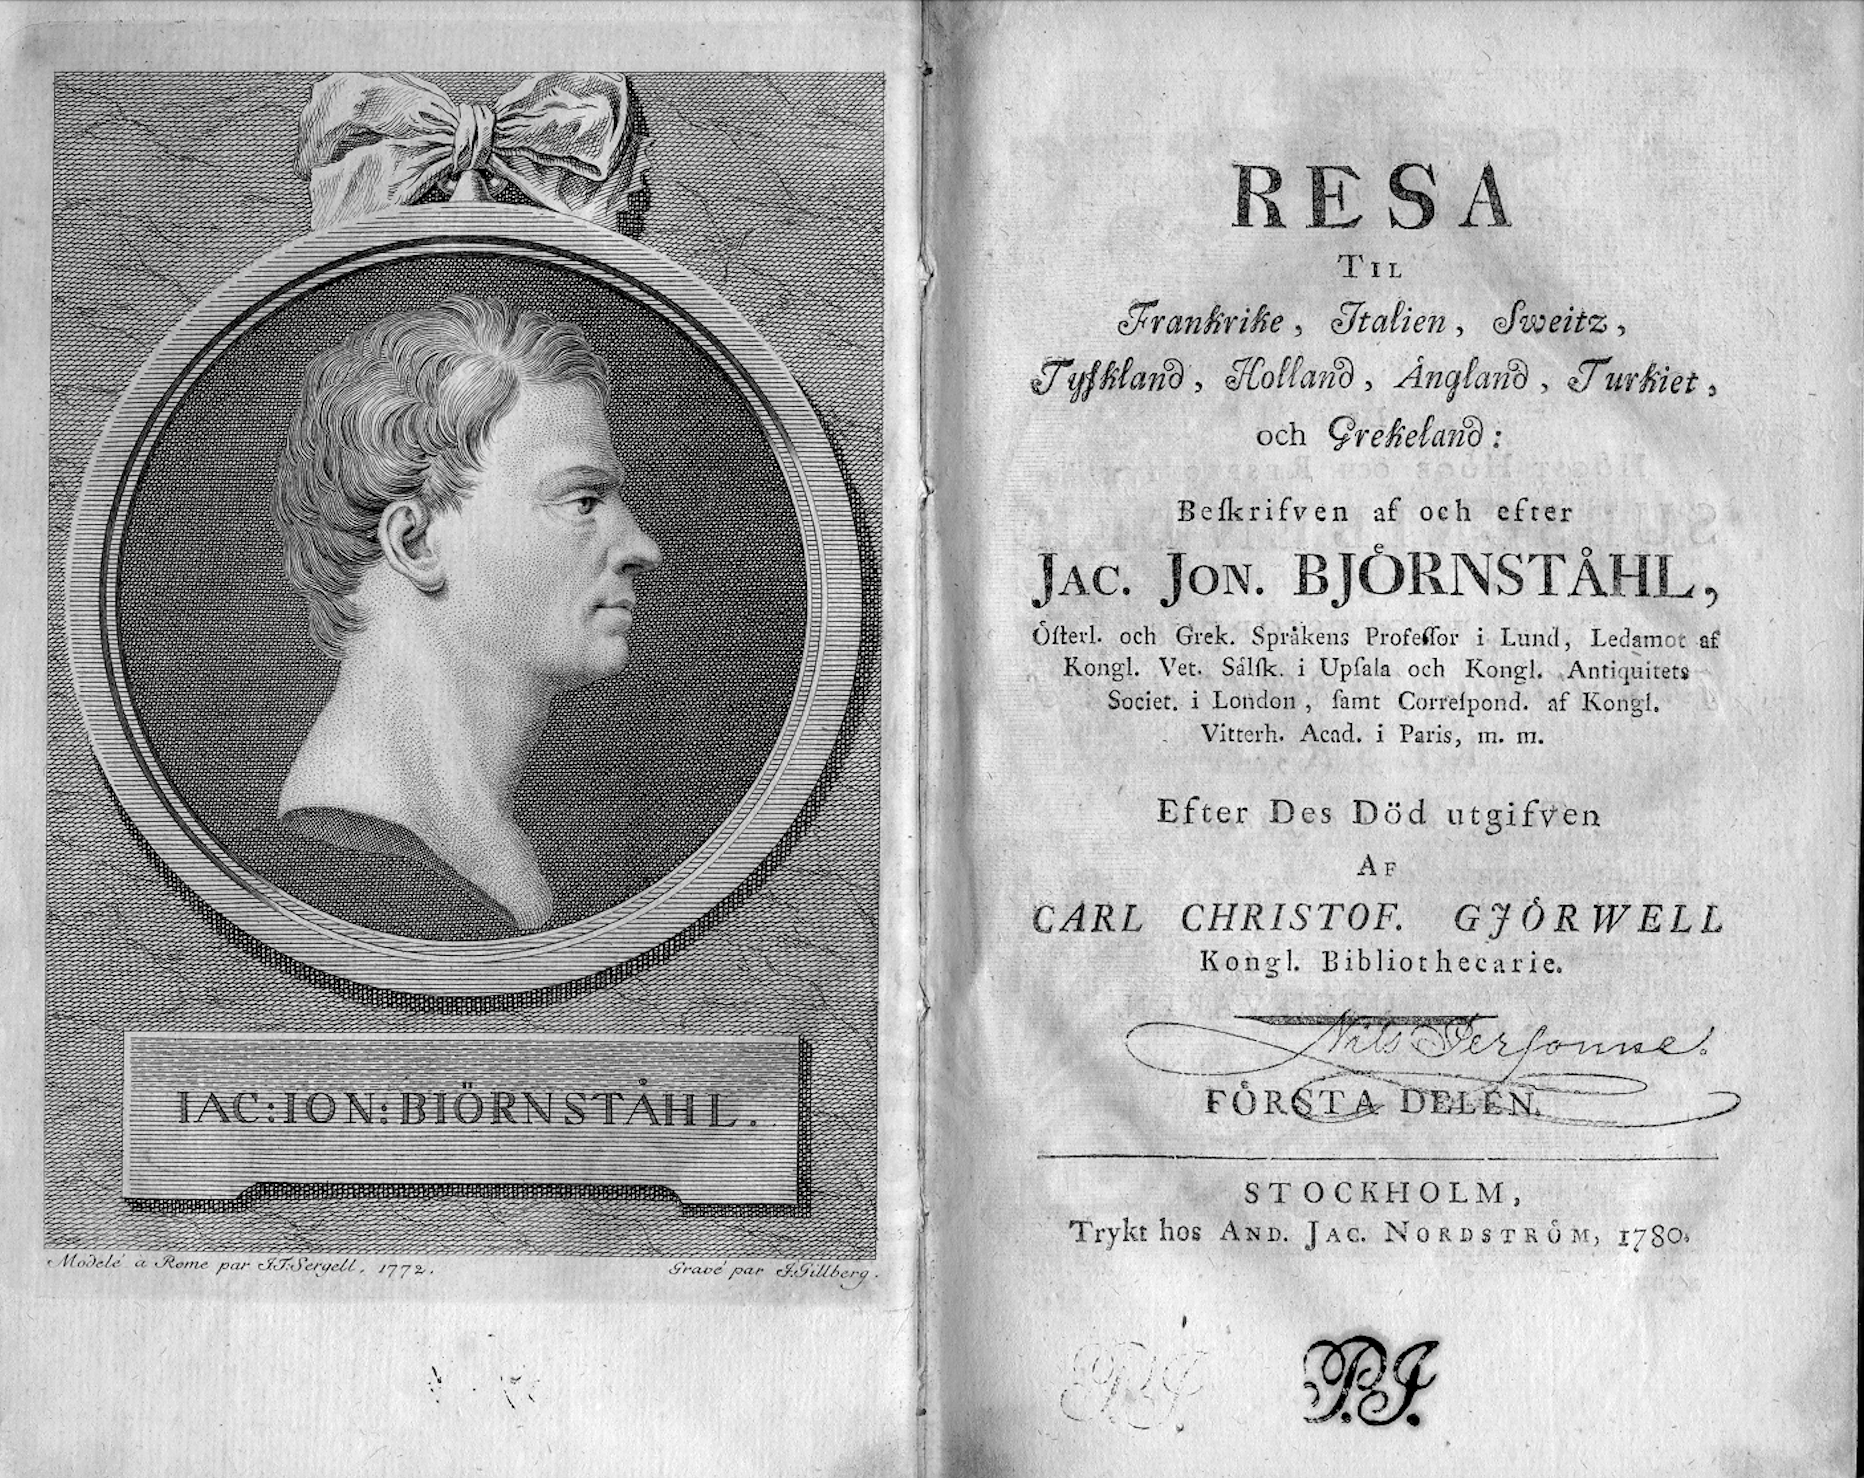 IAC:ION:BIÖRNSTÅHL.
Modelé à Rome par J.T.Sergell, 1772.
Gravé par J.Gillberg.
RESA
TIL
Frankrike, Italien, Sweitz,
Tyſkland, Holland, Ångland, Turkiet,
och Grekeland:
Beſkrifven af och efter
JAC. JON. BJÖRNSTÅHL,
Öſterl. och Grek. Språkens Profeſſor i Lund, Ledamot af
Kongl. Vet. Sälſk. i Upſala och Kongl. Antiquitets
Societ. i London, ſamt Correſpond. af Kongl.
Vitterh. Acad. i Paris, m. m.
Efter Des Död utgifven
AF
CARL CHRISTOF. GJÖRWELL
Kongl. Bibliothecarie.
Nils Personne.
FÖRSTA DELEN.
STOCKHOLM,
Trykt hos AND. JAC. NORDSTRÖM, 1780.
P.J. P.J.